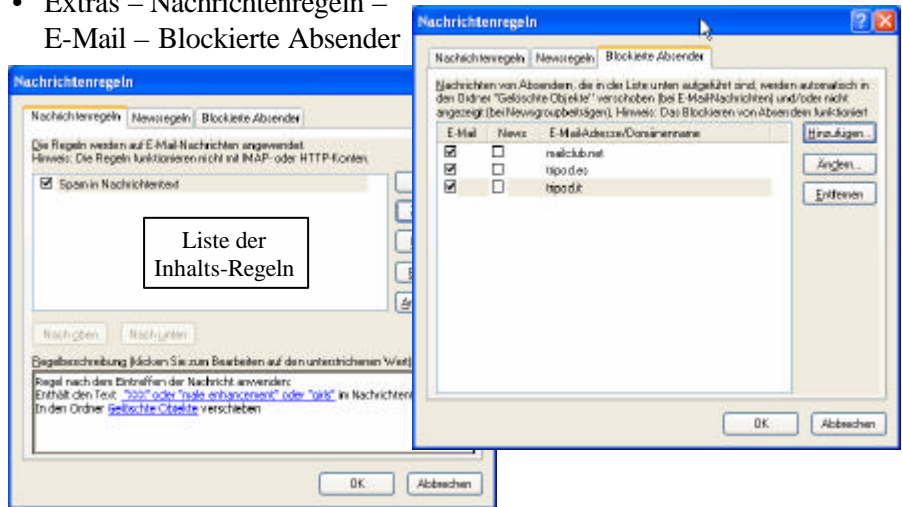 • Extras – Nachrichtenregeln –
E-Mail – Blockierte Absender
Nachrichtenregeln
Nachrichtenregeln Newsregeln Blockierte Absender
Die Regeln werden auf E-Mail-Nachrichten angewendet.
Hinweis: Die Regeln funktionieren nicht mit IMAP- oder HTTP-Konten.
Spam in Nachrichtentext
Liste der
Inhalts-Regeln
Nach oben Nach unten
Regelbeschreibung (klicken Sie zum Bearbeiten auf den unterstrichenen Wert)
Regel nach dem Eintreffen der Nachricht anwenden:
Enthält den Text "XXX" oder "male enhancement" oder "girls" im
In den Ordner Gelöschte Objekte verschieben
OK Abbrechen
Nachrichtenregeln
Nachrichtenregeln Newsregeln Blockierte Absender
Nachrichten von Absendern, die in der Liste unten aufgeführt sind, werden automatisch in
den Ordner "Gelöschte Objekte" verschoben (bei E-Mail-Nachrichten) und/oder nicht
angezeigt (bei Newsgroupbeiträgen). Hinweis: Das Blockieren von Absendern funktioniert
E-Mail News E-Mail-Adresse/Domänenname
mailclub.net
tripod.es
tripod.it
Hinzufügen...
Ändern...
Entfernen
OK Abbrechen